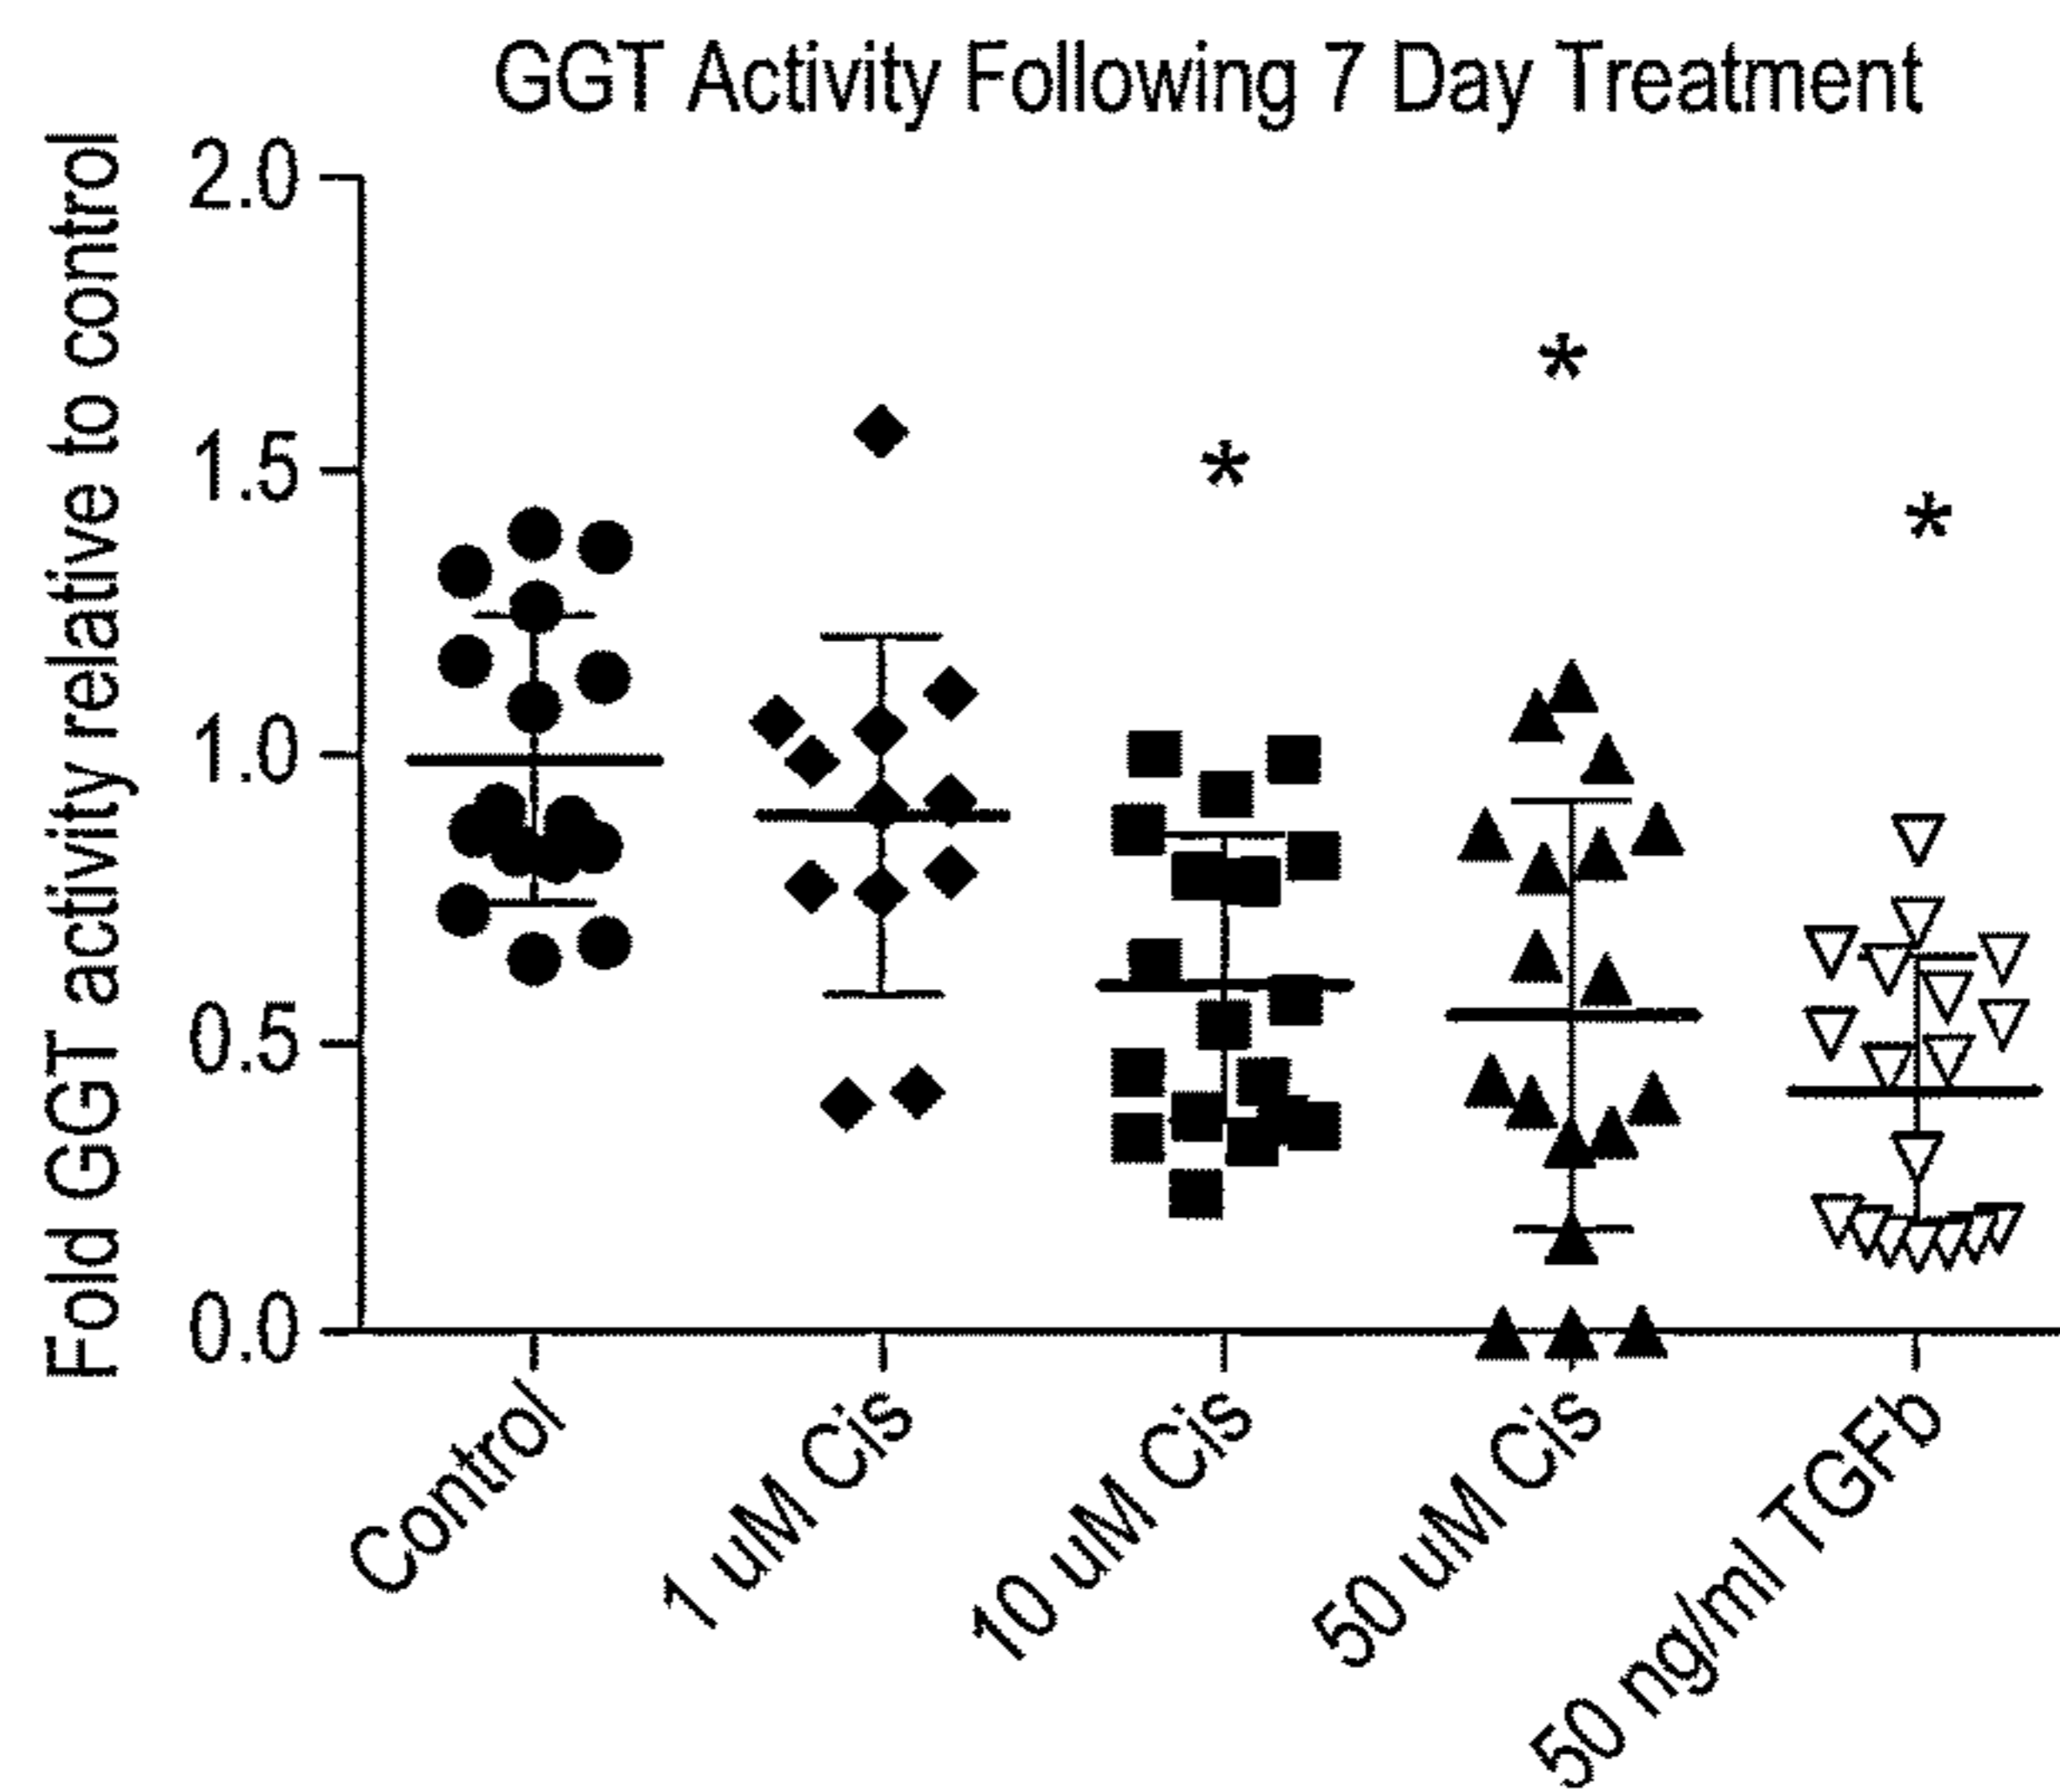 GGT Activity Following 7 Day Treatment
Fold GGT activity relative to control
2.0
1.5
1.0
0.5
0.0
*
*
*
Control
1 uM Cis
10 uM Cis
50 uM Cis
50 ng/ml TGFb